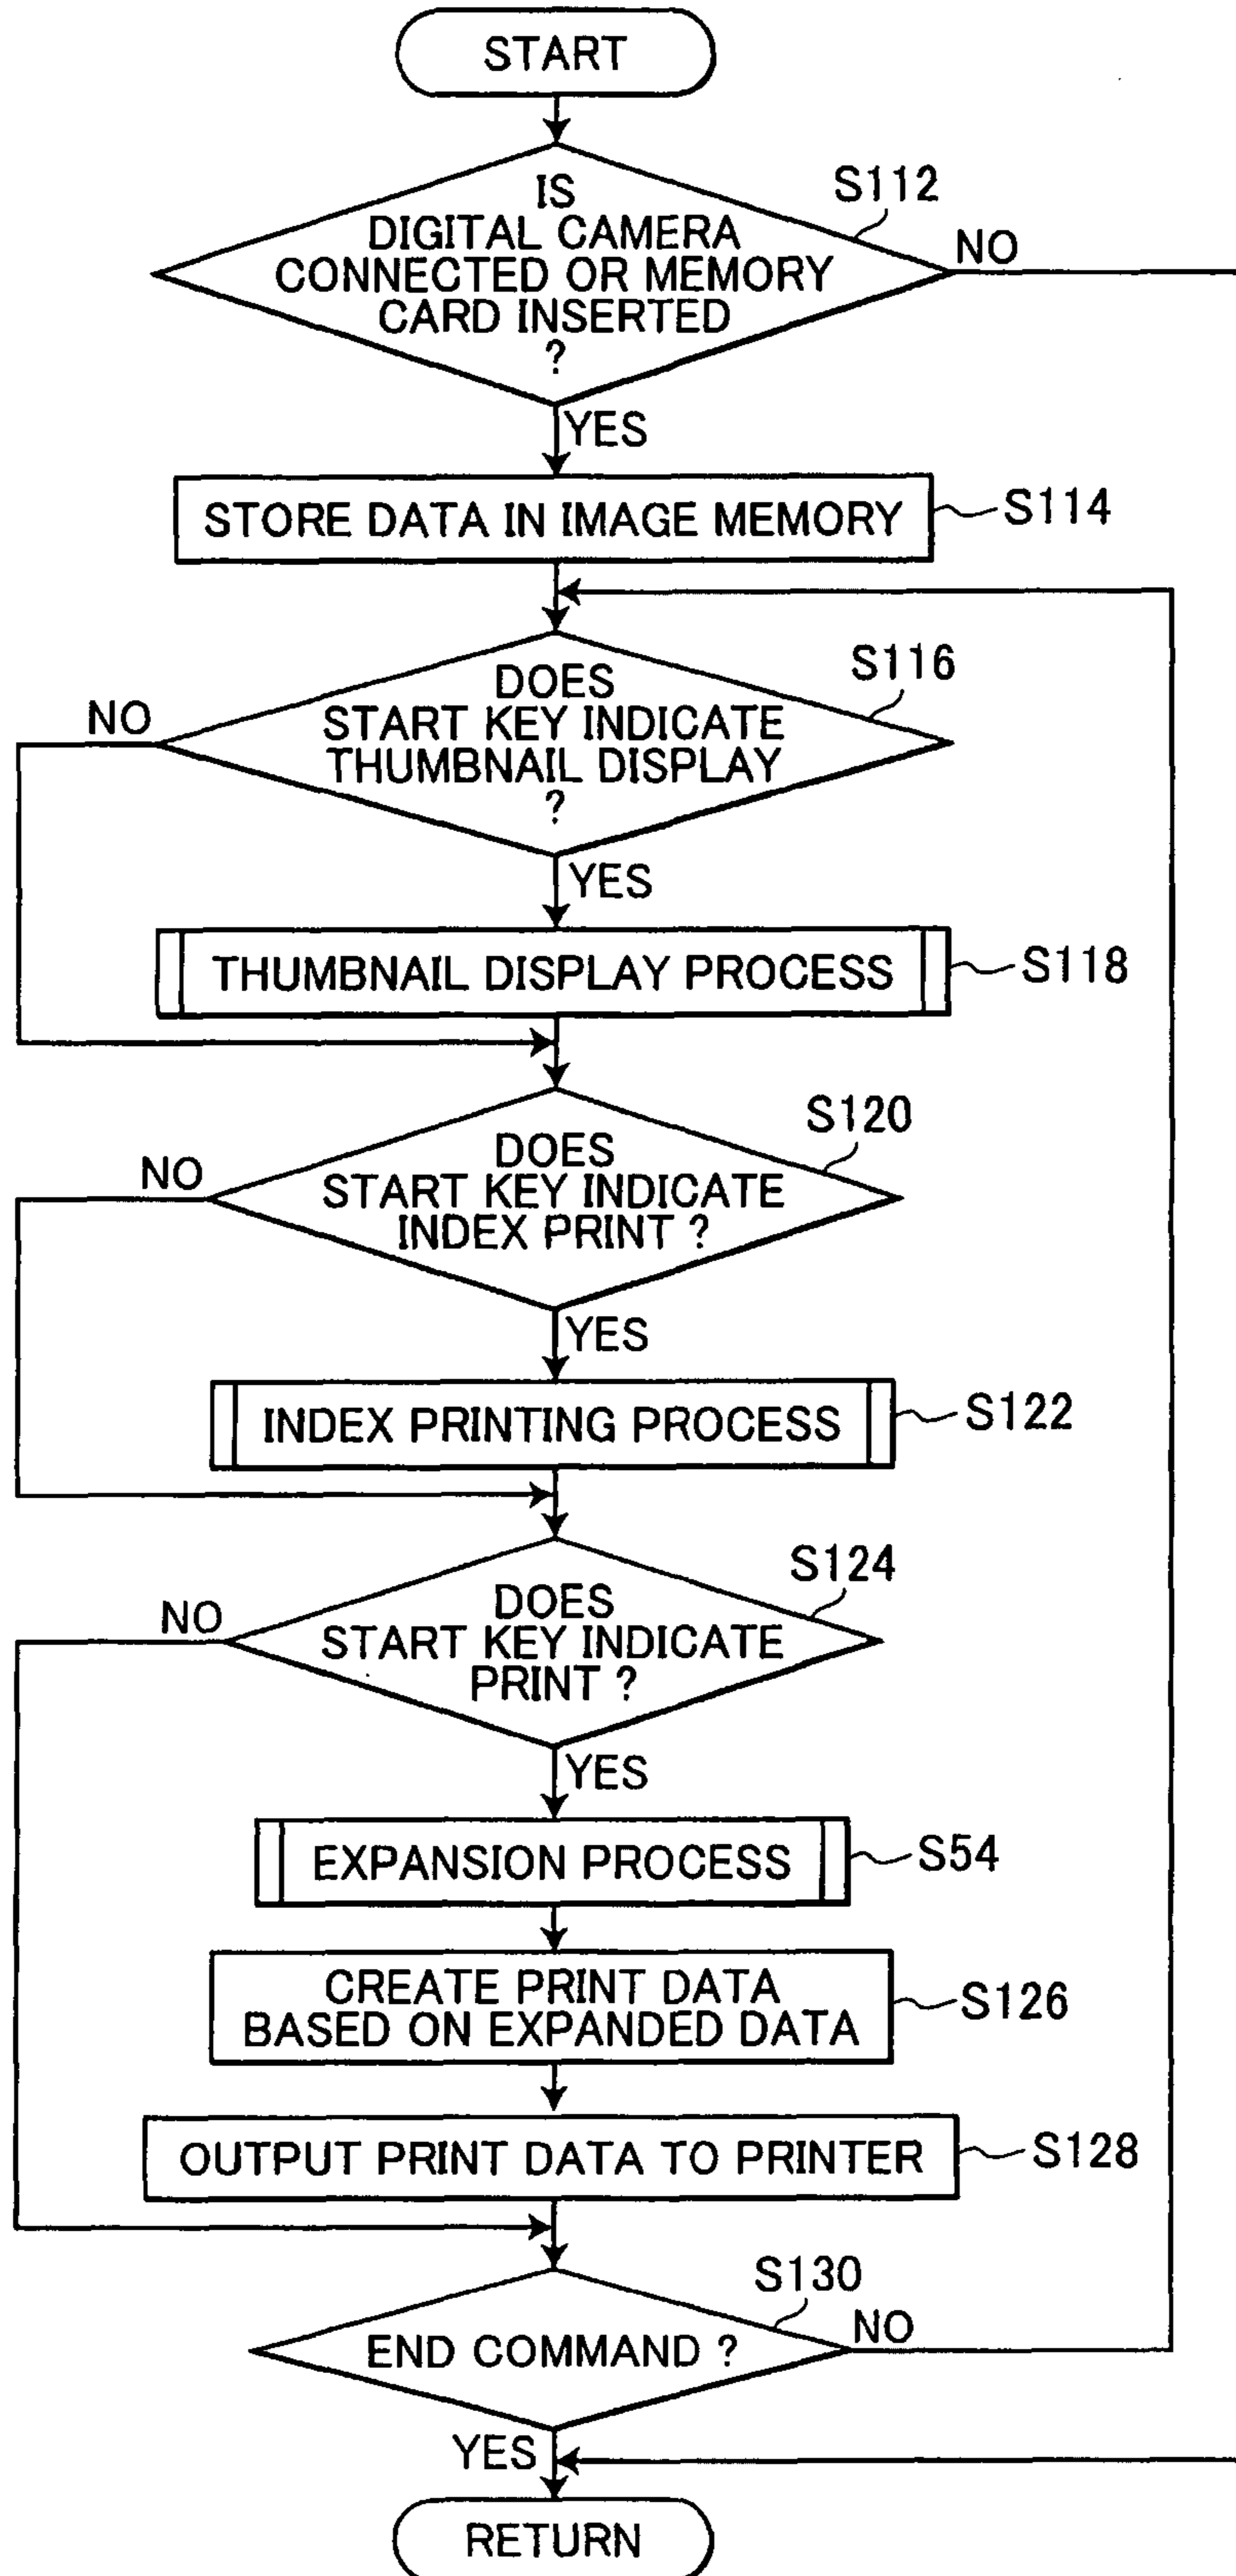 START
IS
DIGITAL CAMERA
CONNECTED OR MEMORY
CARD INSERTED
?
S112
NO
YES
STORE DATA IN IMAGE MEMORY
S114
DOES
START KEY INDICATE
THUMBNAIL DISPLAY
?
S116
NO
YES
THUMBNAIL DISPLAY PROCESS
S118
DOES
START KEY INDICATE
INDEX PRINT ?
S120
NO
YES
INDEX PRINTING PROCESS
S122
DOES
START KEY INDICATE
PRINT ?
S124
NO
YES
EXPANSION PROCESS
S54
CREATE PRINT DATA
BASED ON EXPANDED DATA
S126
OUTPUT PRINT DATA TO PRINTER
S128
END COMMAND ?
S130
NO
YES
RETURN